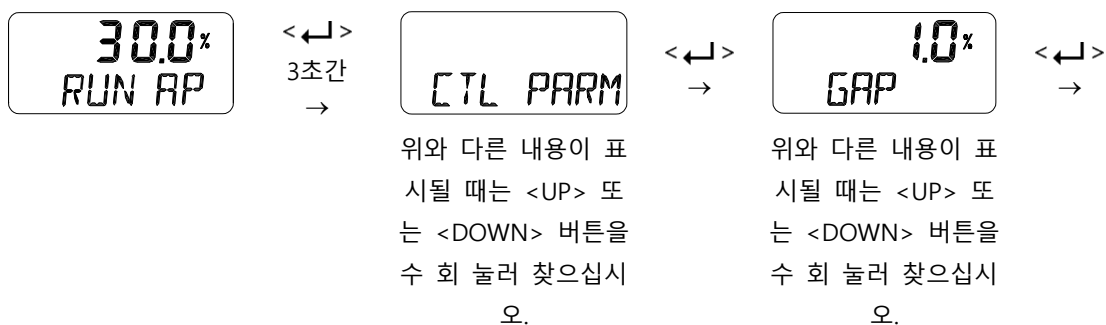 30.0%
RUN AP
< ↵ >
3초간
→
CTL PARM
위와 다른 내용이 표
시될 때는 <UP> 또
는 <DOWN> 버튼을
수 회 눌러 찾으십시
오.
< ↵ >
→
1.0%
GAP
위와 다른 내용이 표
시될 때는 <UP> 또
는 <DOWN> 버튼을
수 회 눌러 찾으십시
오.
< ↵ >
→